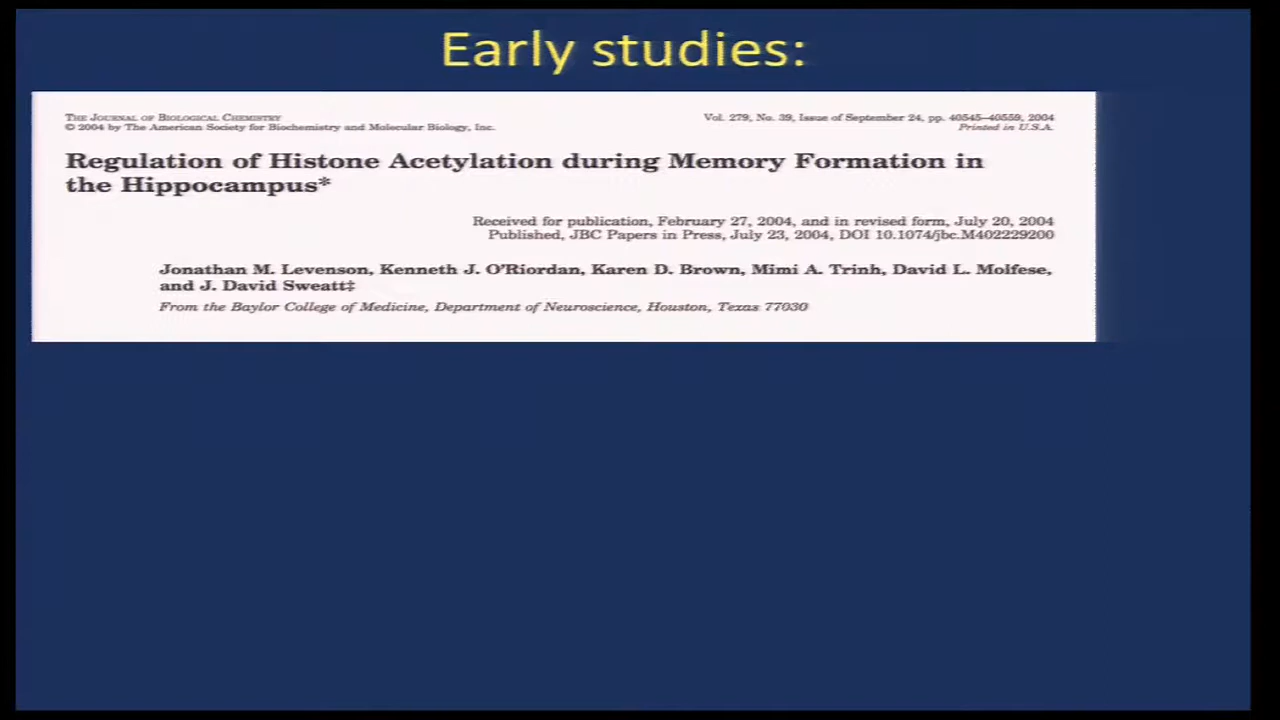 Early studies:
THE JOURNAL OF BIOLOGICAL CHEMISTRY
© 2004 by The American Society for Biochemistry and Molecular Biology, Inc.
Vol. 279, No. 39, Issue of September 24, pp. 40545–40559, 2004
Printed in U.S.A.
Regulation of Histone Acetylation during Memory Formation in
the Hippocampus*
Received for publication, February 27, 2004, and in revised form, July 20, 2004
Published, JBC Papers in Press, July 23, 2004, DOI 10.1074/jbc.M402229200
Jonathan M. Levenson, Kenneth J. O’Riordan, Karen D. Brown, Mimi A. Trinh, David L. Molfese,
and J. David Sweatt‡
From the Baylor College of Medicine, Department of Neuroscience, Houston, Texas 77030